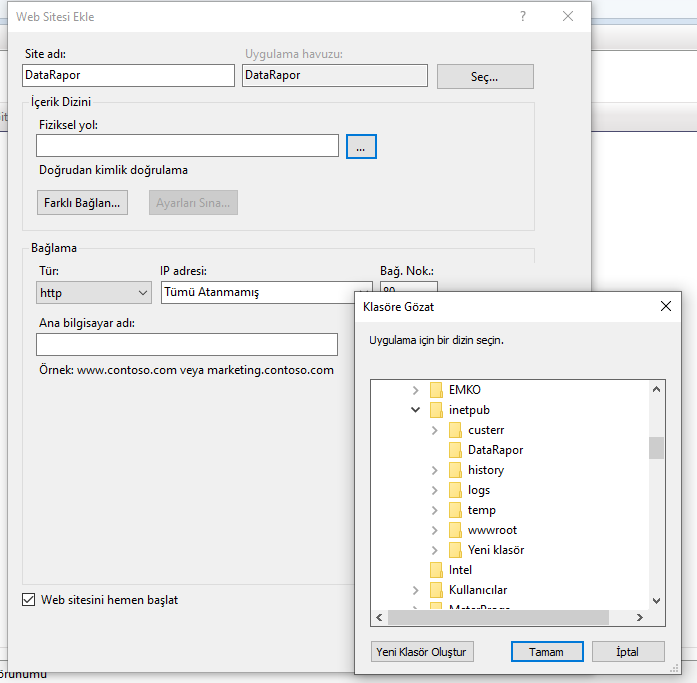 Web Sitesi Ekle
?
Site adı:
Uygulama havuzu:
DataRapor
DataRapor
Seç...
İçerik Dizini
Fiziksel yol:
...
Doğrudan kimlik doğrulama
Farklı Bağlan...
Ayarları Sına...
Bağlama
Tür:
IP adresi:
Bağ. Nok.:
http
Tümü Atanmamış
80
Ana bilgisayar adı:
Örnek: www.contoso.com veya marketing.contoso.com
Web sitesini hemen başlat
Klasöre Gözat
Uygulama için bir dizin seçin.
EMKO
inetpub
custerr
DataRapor
history
logs
temp
wwwroot
Yeni klasör
Intel
Kullanıcılar
Yeni Klasör Oluştur
Tamam
İptal